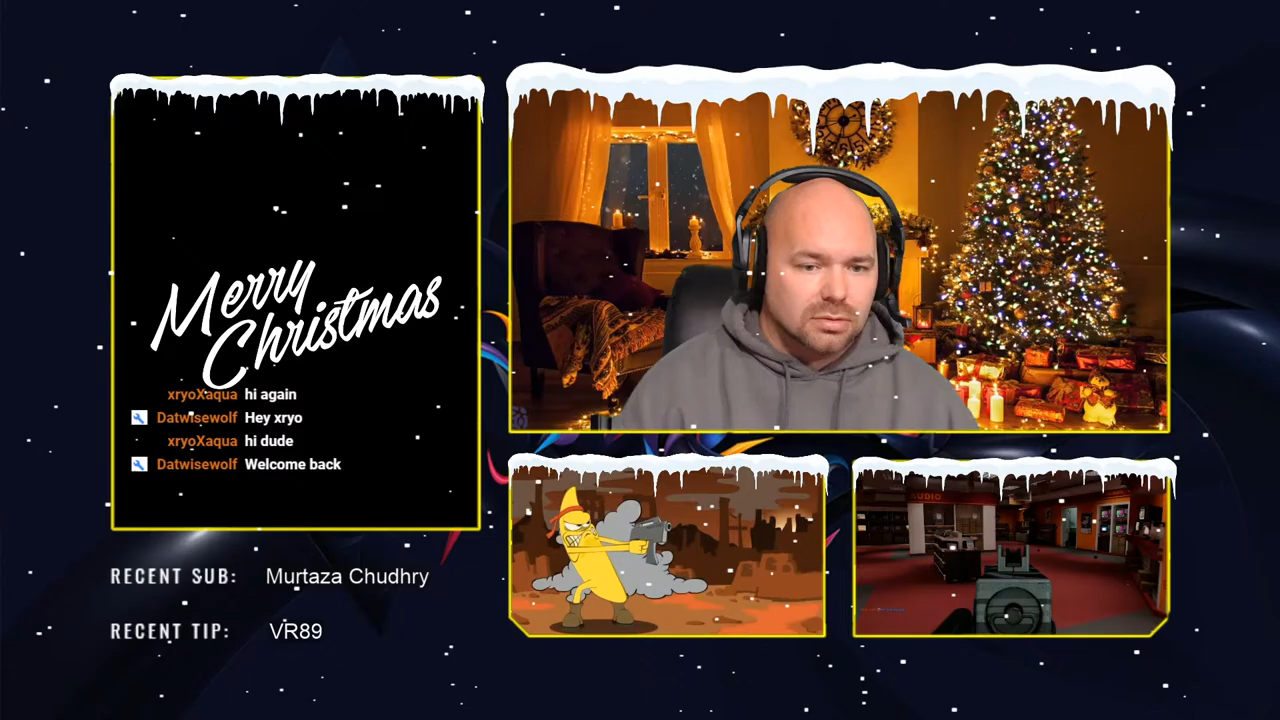 Merry
Christmas
xryoXaqua hi again
Datwisewolf Hey xryo
xryoXaqua hi dude
Datwisewolf Welcome back
RECENT SUB: Murtaza Chudhry
RECENT TIP: VR89
AUDIO